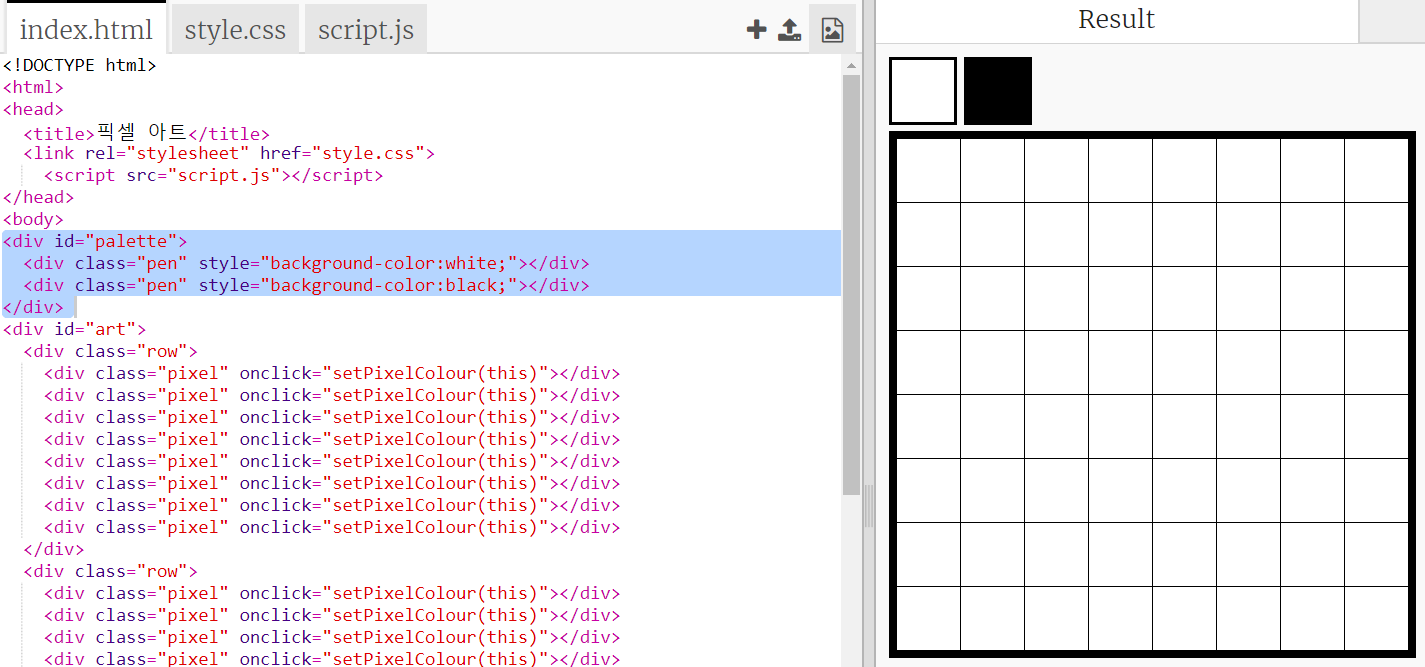 index.html style.css script.js
Result
<!DOCTYPE html>
<html>
<head>
  <title>픽셀 아트</title>
  <link rel="stylesheet" href="style.css">
    <script src="script.js"></script>
</head>
<body>
<div id="palette">
  <div class="pen" style="background-color:white;"></div>
  <div class="pen" style="background-color:black;"></div>
</div>
<div id="art">
  <div class="row">
    <div class="pixel" onclick="setPixelColour(this)"></div>
    <div class="pixel" onclick="setPixelColour(this)"></div>
    <div class="pixel" onclick="setPixelColour(this)"></div>
    <div class="pixel" onclick="setPixelColour(this)"></div>
    <div class="pixel" onclick="setPixelColour(this)"></div>
    <div class="pixel" onclick="setPixelColour(this)"></div>
    <div class="pixel" onclick="setPixelColour(this)"></div>
    <div class="pixel" onclick="setPixelColour(this)"></div>
  </div>
  <div class="row">
    <div class="pixel" onclick="setPixelColour(this)"></div>
    <div class="pixel" onclick="setPixelColour(this)"></div>
    <div class="pixel" onclick="setPixelColour(this)"></div>
    <div class="pixel" onclick="setPixelColour(this)"></div>